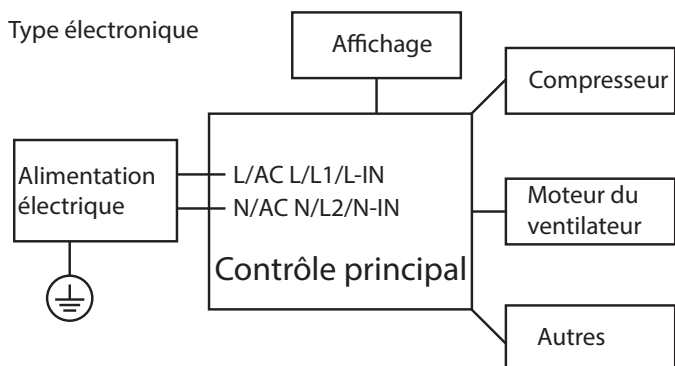 Type électronique
Affichage
Compresseur
Alimentation
électrique
L/AC L/L1/L-IN
N/AC N/L2/N-IN
Contrôle principal
Moteur du
ventilateur
Autres